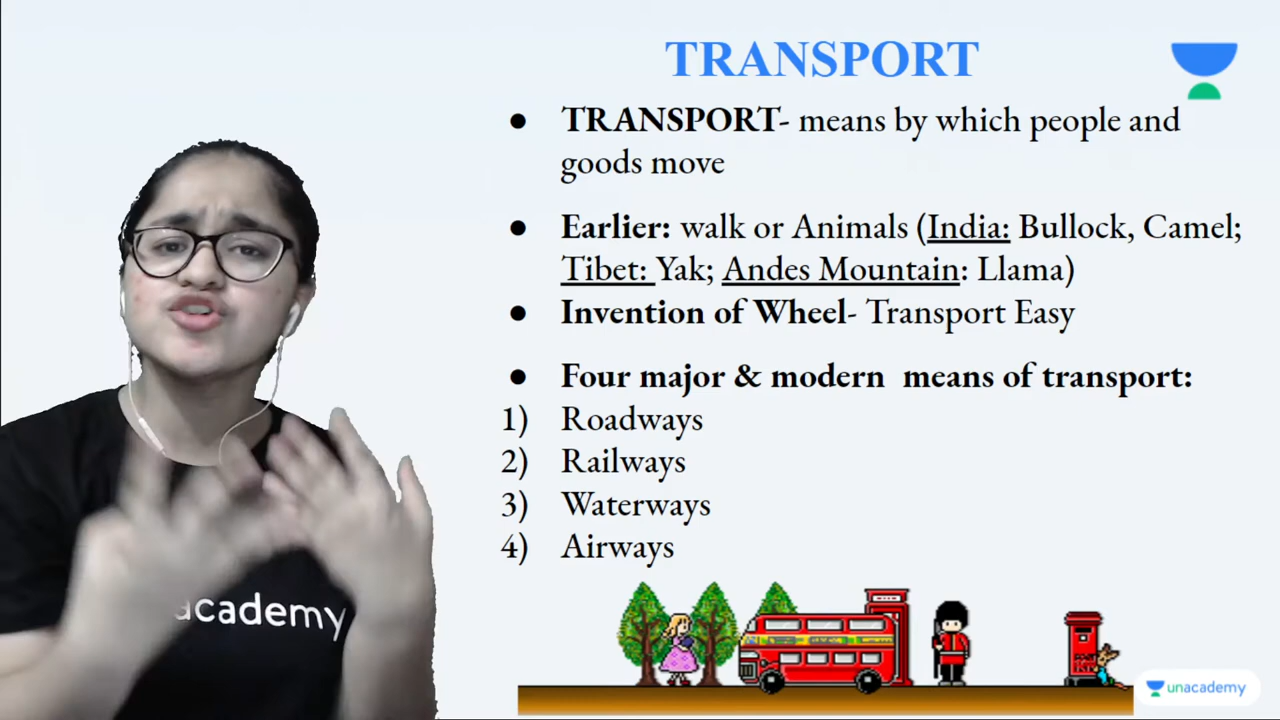 TRANSPORT
● TRANSPORT- means by which people and
goods move
● Earlier: walk or Animals (India: Bullock, Camel;
Tibet: Yak; Andes Mountain: Llama)
● Invention of Wheel- Transport Easy
● Four major & modern means of transport:
1) Roadways
2) Railways
3) Waterways
4) Airways
academy
unacademy